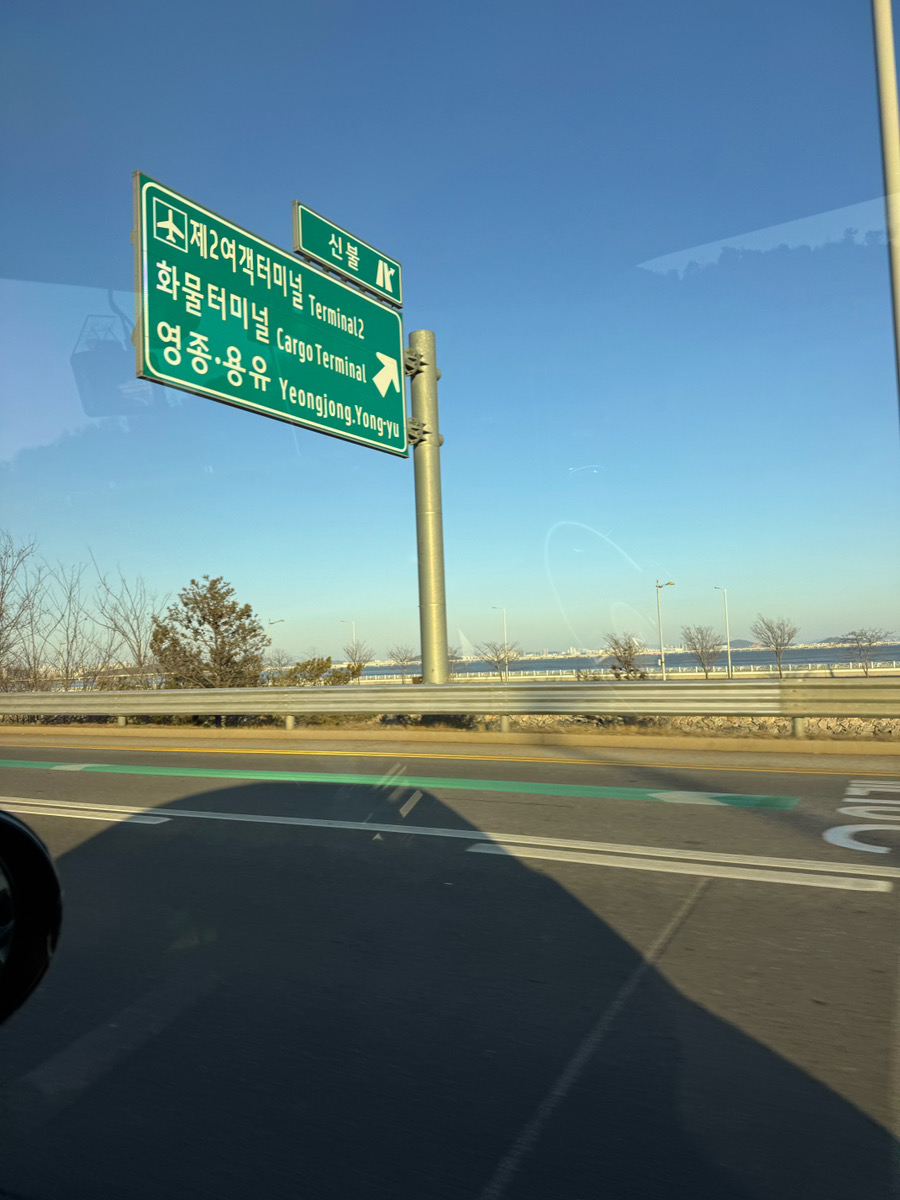 신불
제2여객터미널 Terminal2
화물터미널 Cargo Terminal
영종·용유 Yeongjong.Yong-yu